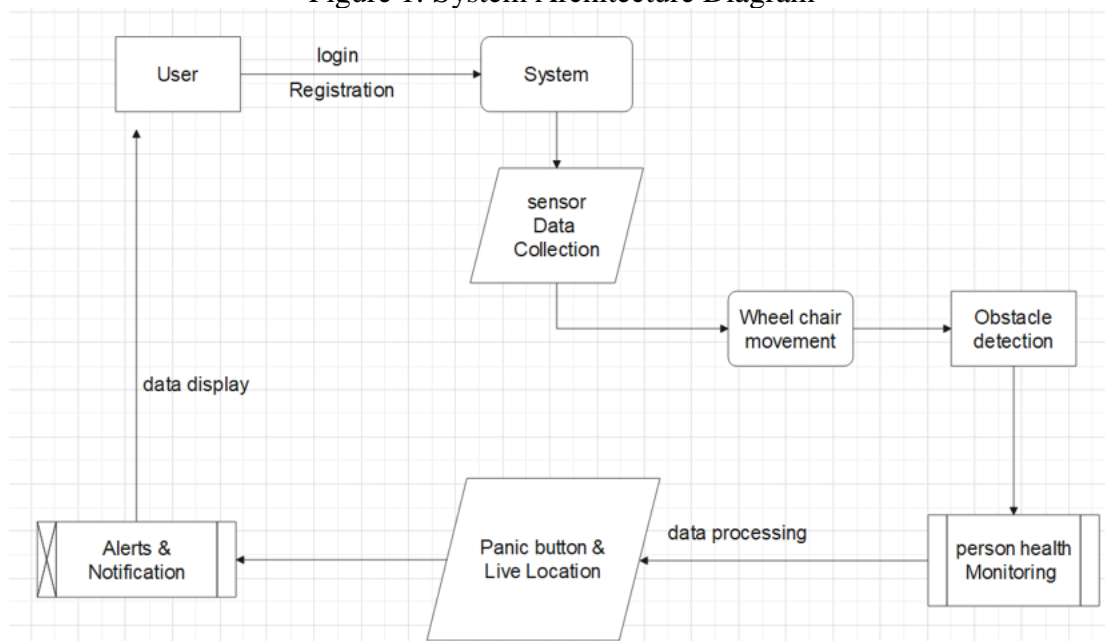 Figure 1. System Architecture Diagram
User
login
Registration
System
sensor
Data
Collection
Wheel chair
movement
Obstacle
detection
data display
Alerts &
Notification
Panic button &
Live Location
data processing
person health
Monitoring